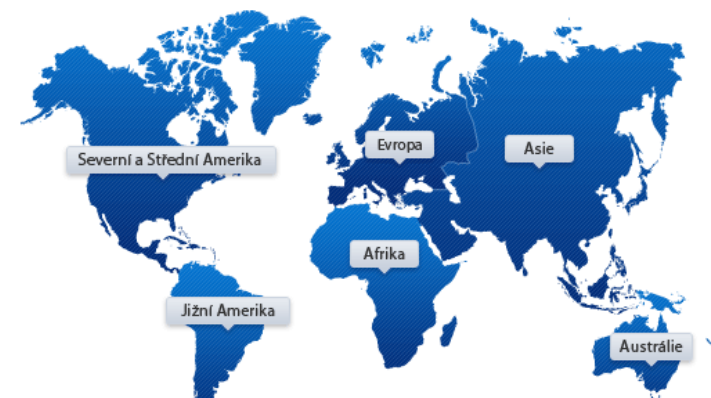 Evropa
Severní a Střední Amerika
Asie
Afrika
Jižní Amerika
Austrálie